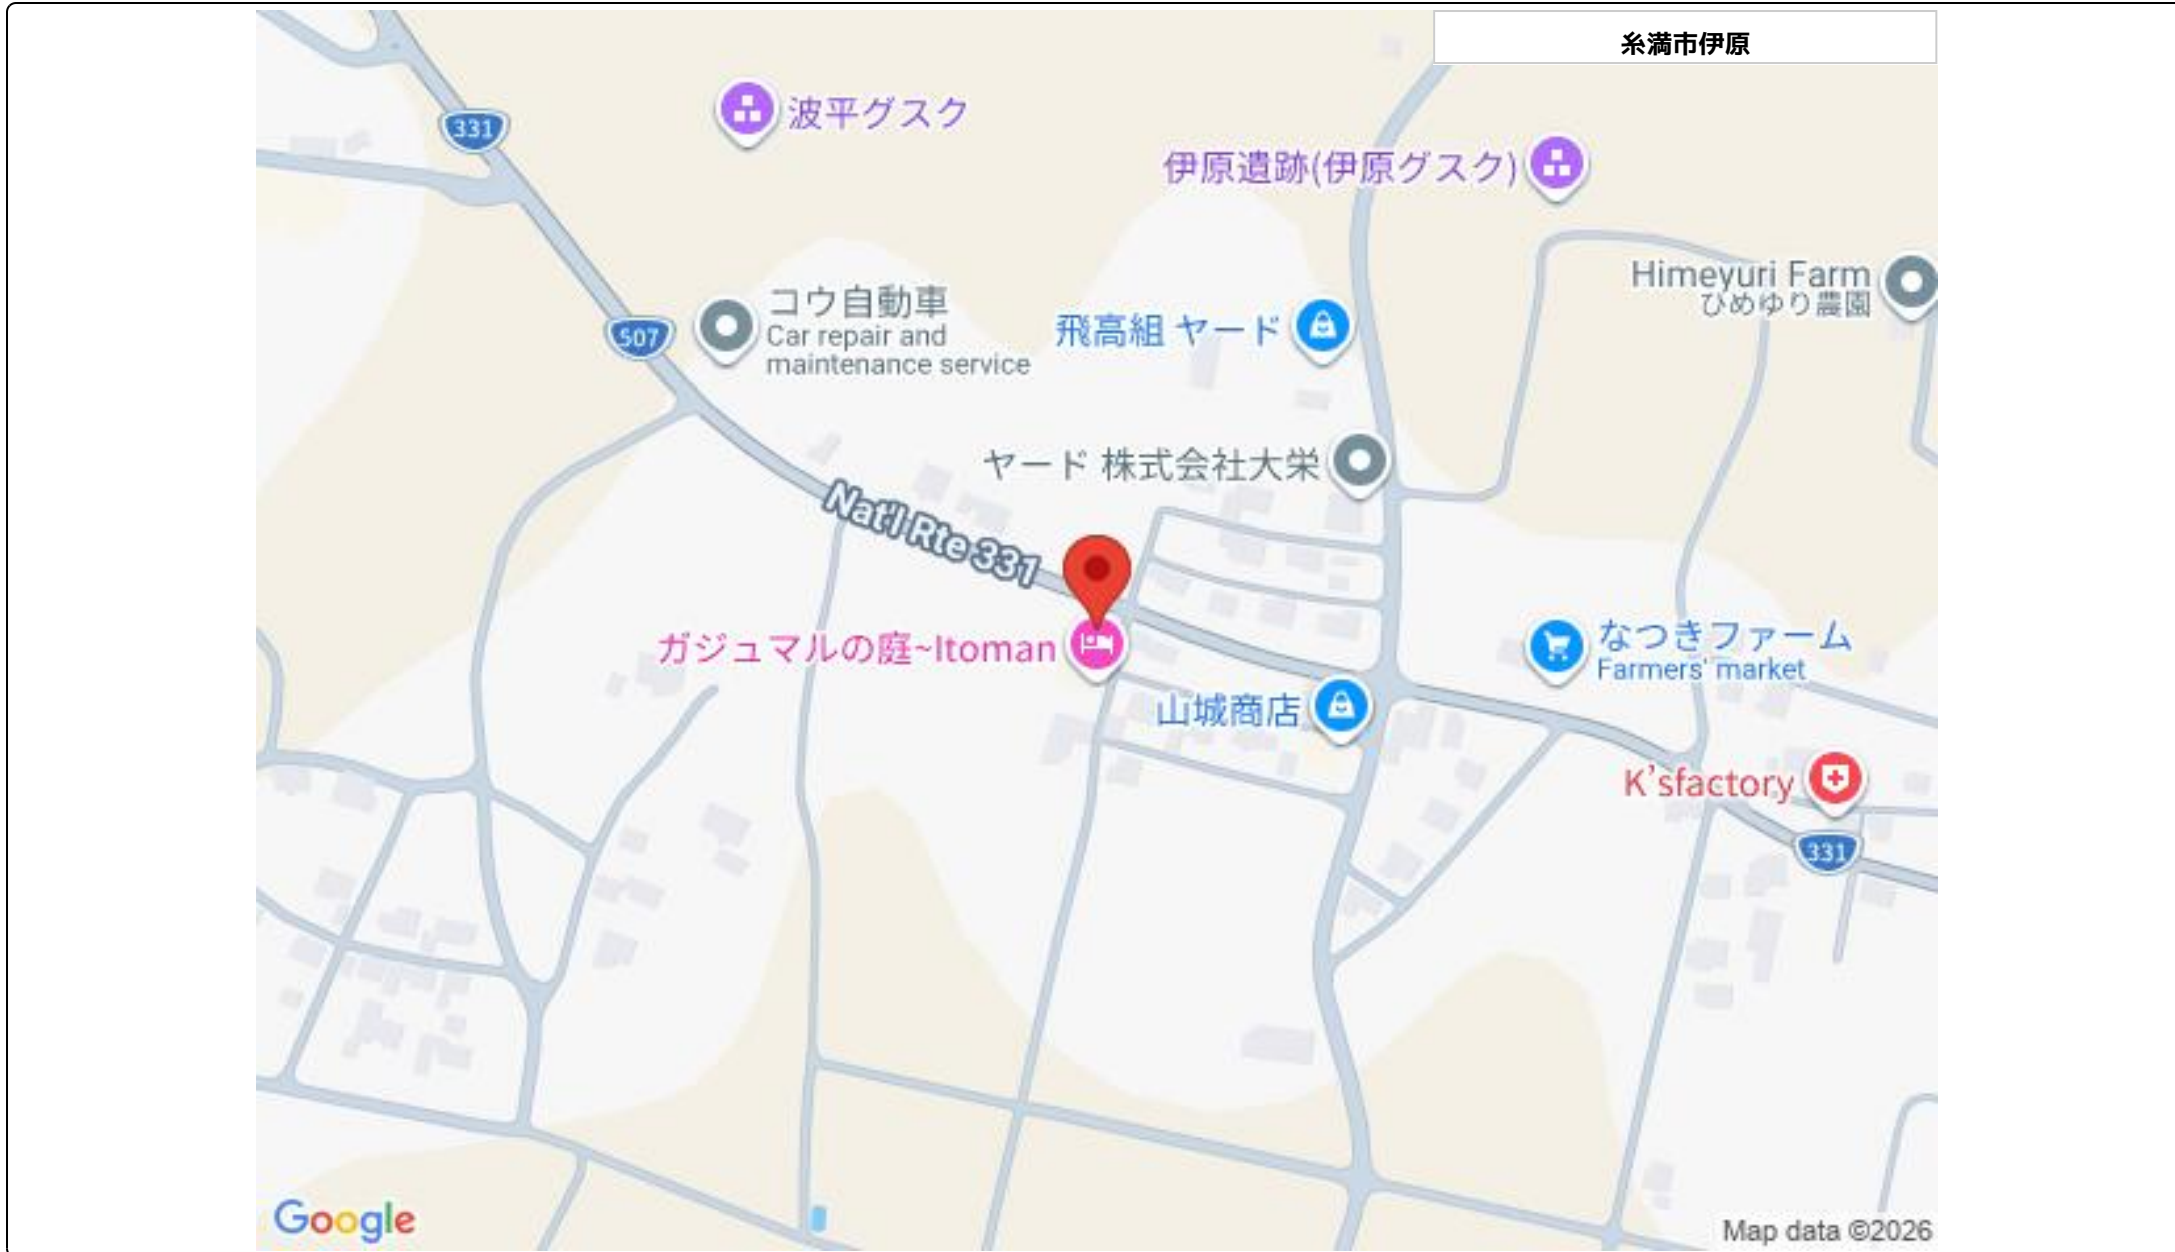 糸満市伊原
331
波平グスク
伊原遺跡(伊原グスク)
Himeyuri Farm
ひめゆり農園
コウ自動車
Car repair and
maintenance service
507
飛高組 ヤード
ヤード 株式会社大栄
Nat'l Rte 331
ガジュマルの庭~Itoman
なつきファーム
Farmers' market
山城商店
K'sfactory
331
Google
Map data ©2026